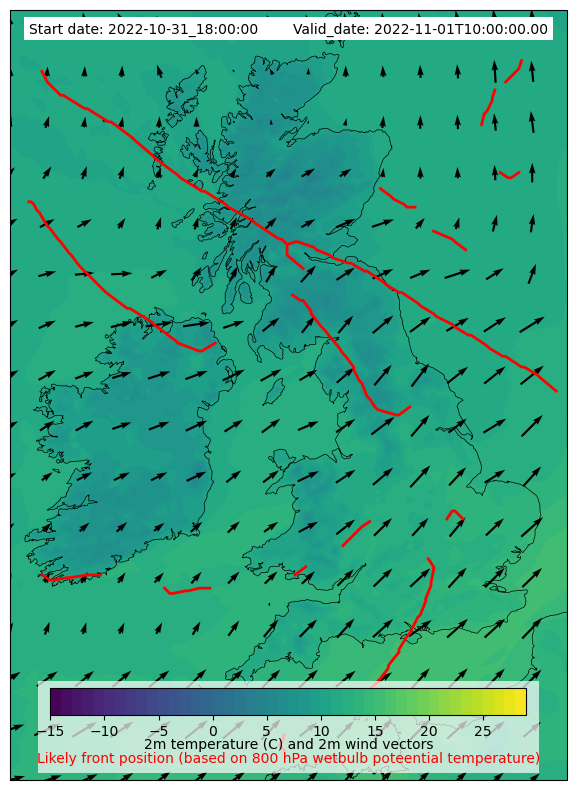 Start date: 2022-10-31_18:00:00 Valid_date: 2022-11-01T10:00:00.00
−15 −10 −5 0 5 10 15 20 25
2m temperature (C) and 2m wind vectors
Likely front position (based on 800 hPa wetbulb poteential temperature)